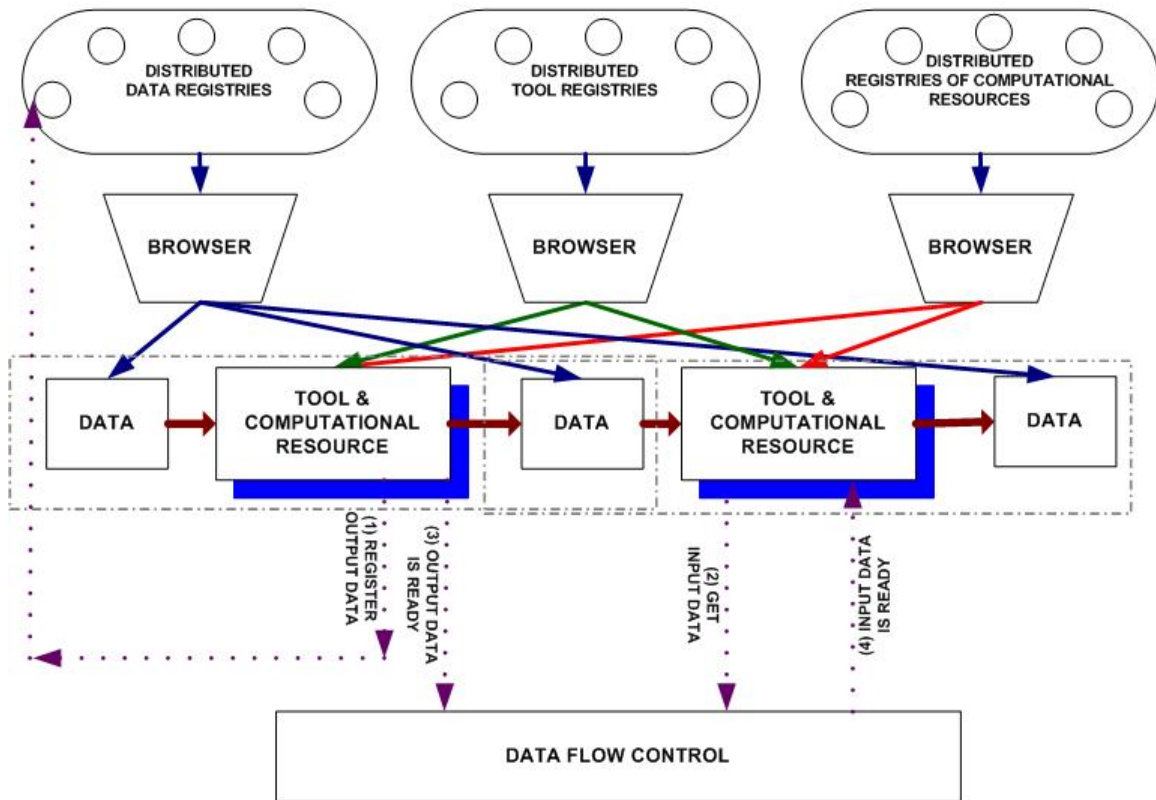 DISTRIBUTED
DATA REGISTRIES
DISTRIBUTED
TOOL REGISTRIES
DISTRIBUTED
REGISTRIES OF COMPUTATIONAL
RESOURCES
BROWSER
BROWSER
BROWSER
DATA
TOOL &
COMPUTATIONAL
RESOURCE
DATA
TOOL &
COMPUTATIONAL
RESOURCE
DATA
(1) REGISTER
OUTPUT DATA
(3) OUTPUT DATA
IS READY
(2) GET
INPUT DATA
(4) INPUT DATA
IS READY
DATA FLOW CONTROL